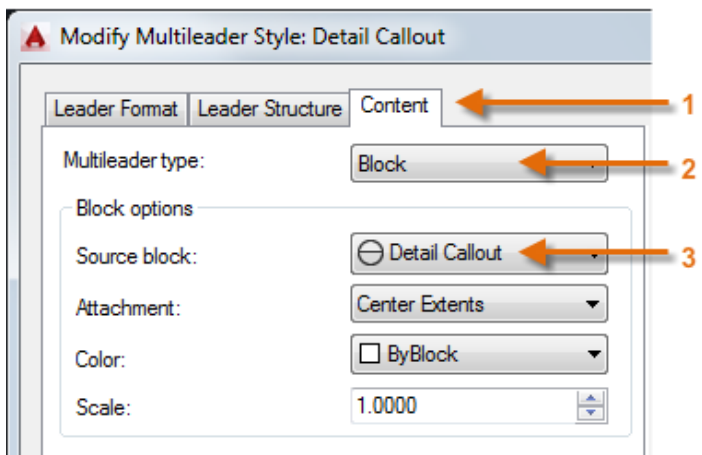 Modify Multileader Style: Detail Callout
Leader Format Leader Structure Content 1
Multileader type: Block 2
Block options
Source block: Detail Callout 3
Attachment: Center Extents
Color: ByBlock
Scale: 1.0000